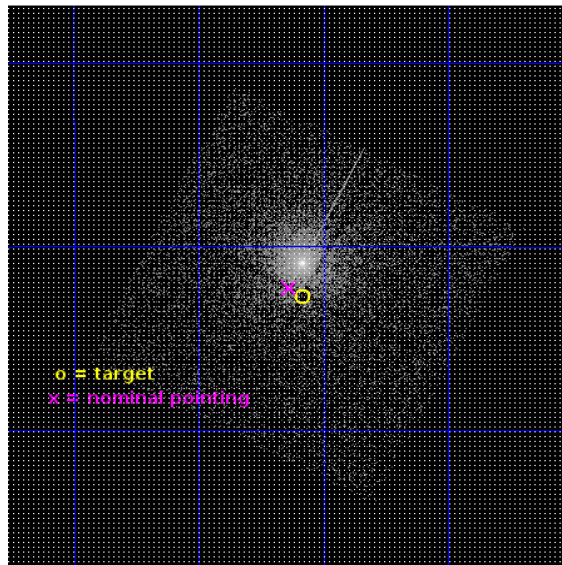 o = target
x = nominal pointing